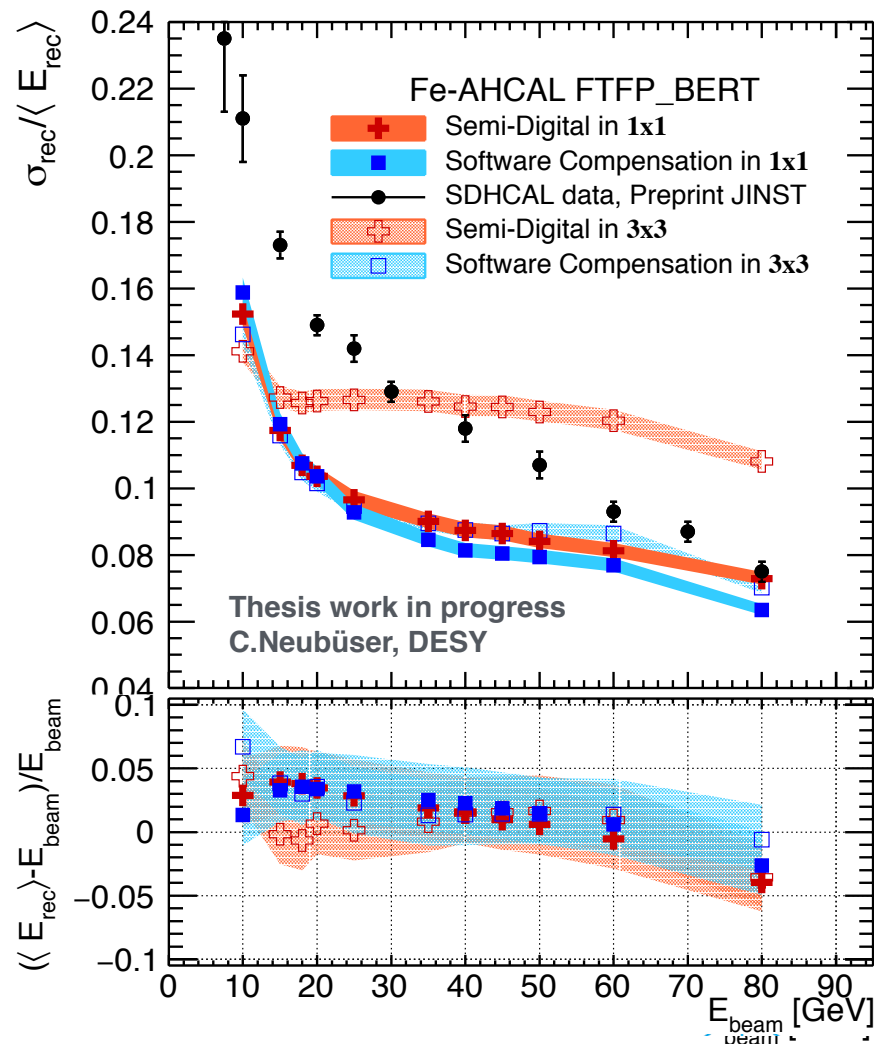 0.24
0.22
0.2
0.18
0.16
0.14
0.12
0.1
0.08
0.06
0.04
σrec/⟨ Erec⟩
Fe-AHCAL FTFP_BERT
Semi-Digital in 1x1
Software Compensation in 1x1
SDHCAL data, Preprint JINST
Semi-Digital in 3x3
Software Compensation in 3x3
Thesis work in progress
C.Neubüser, DESY
0.1
0.05
0
−0.05
−0.1
(⟨ Erec⟩-Ebeam)/Ebeam
0 10 20 30 40 50 60 70 80 90
Ebeam [GeV]
beam